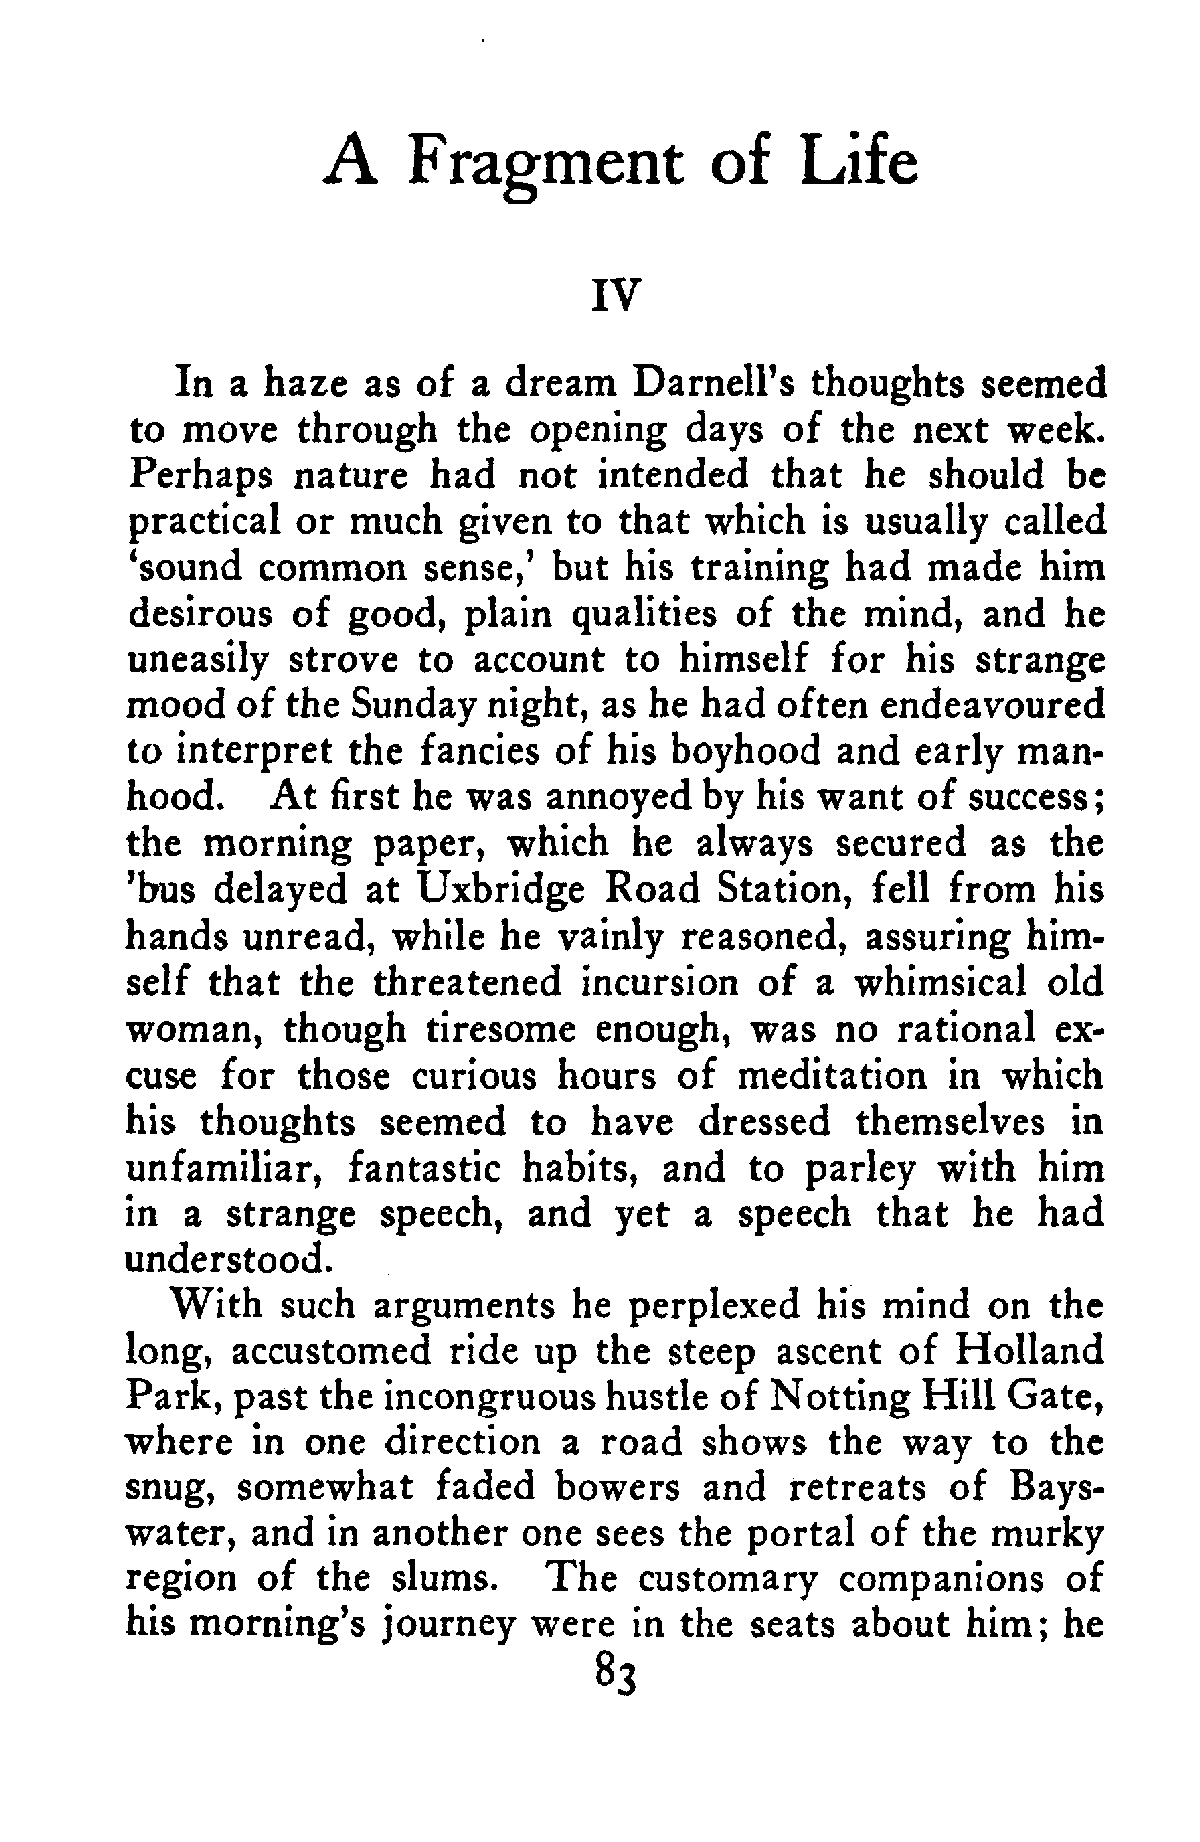 A Fragment of Life
IV
In a haze as of a dream Darnell's thoughts seemed
to move through the opening days of the next week.
Perhaps nature had not intended that he should be
practical or much given to that which is usually called
‘sound common sense,’ but his training had made him
desirous of good, plain qualities of the mind, and he
uneasily strove to account to himself for his strange
mood of the Sunday night, as he had often endeavoured
to interpret the fancies of his boyhood and early man-
hood. At first he was annoyed by his want of success;
the morning paper, which he always secured as the
’bus delayed at Uxbridge Road Station, fell from his
hands unread, while he vainly reasoned, assuring him-
self that the threatened incursion of a whimsical old
woman, though tiresome enough, was no rational ex-
cuse for those curious hours of meditation in which
his thoughts seemed to have dressed themselves in
unfamiliar, fantastic habits, and to parley with him
in a strange speech, and yet a speech that he had
understood.
With such arguments he perplexed his mind on the
long, accustomed ride up the steep ascent of Holland
Park, past the incongruous hustle of Notting Hill Gate,
where in one direction a road shows the way to the
snug, somewhat faded bowers and retreats of Bays-
water, and in another one sees the portal of the murky
region of the slums. The customary companions of
his morning's journey were in the seats about him; he
83